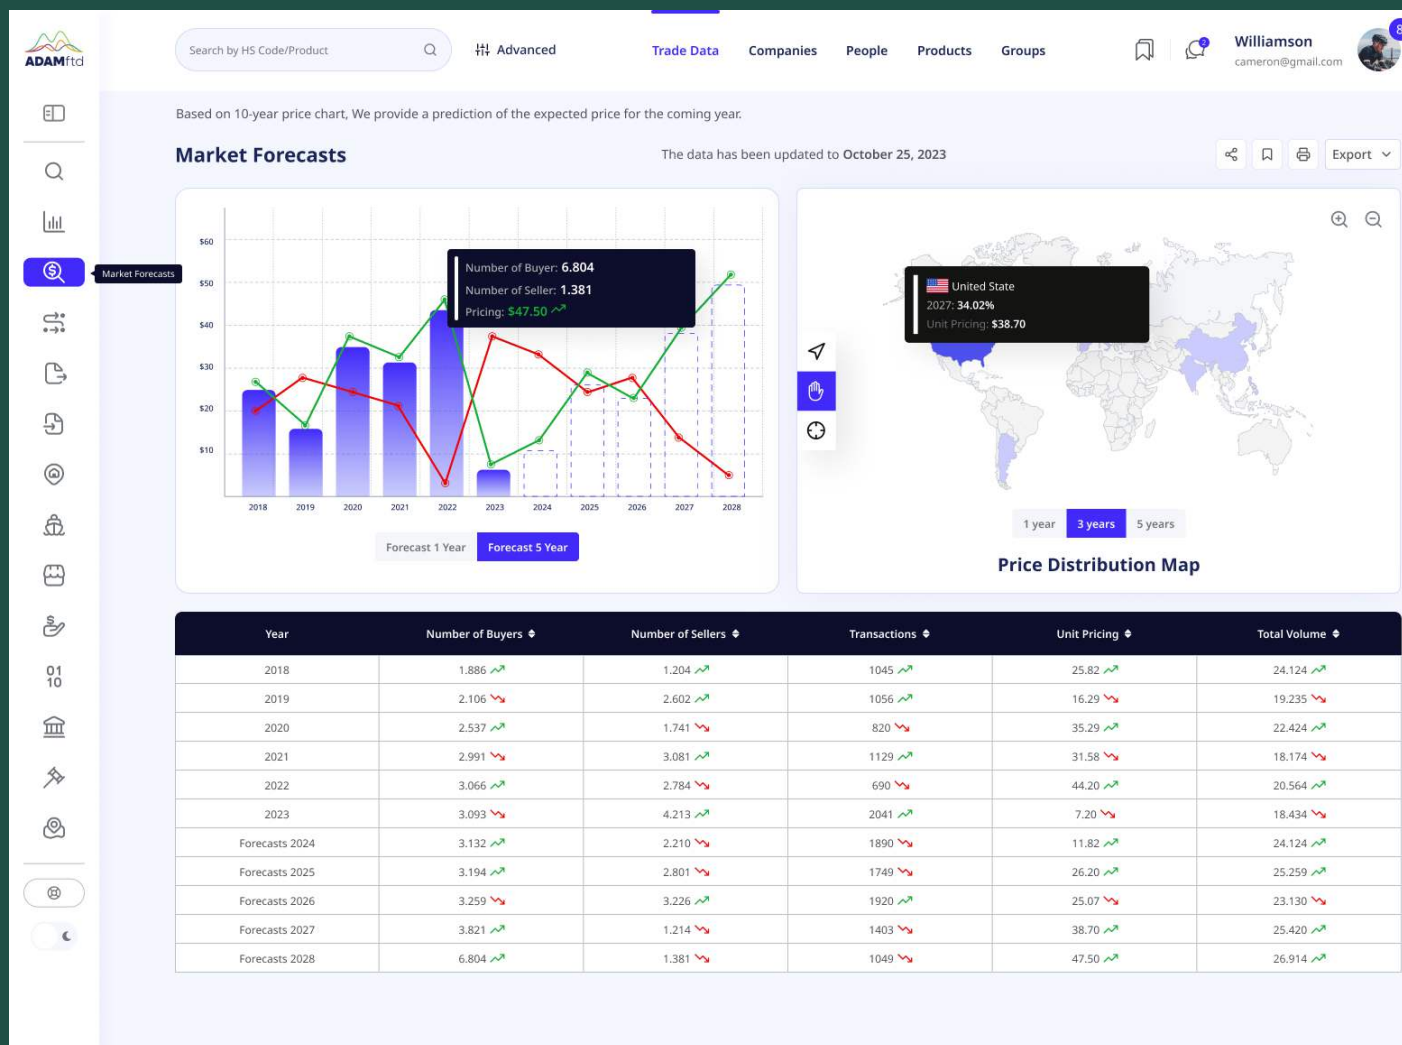 ADAMftd
Search by HS Code/Product
Advanced
Trade Data
Companies
People
Products
Groups
2
Williamson
cameron@gmail.com
8
Based on 10-year price chart, We provide a prediction of the expected price for the coming year.
Market Forecasts
The data has been updated to October 25, 2023
Export
Market Forecasts
$60
$50
$40
$30
$20
$10
Number of Buyer: 6.804
Number of Seller: 1.381
Pricing: $47.50
2018 2019 2020 2021 2022 2023 2024 2025 2026 2027 2028
Forecast 1 Year
Forecast 5 Year
United State
2027: 34.02%
Unit Pricing: $38.70
1 year
3 years
5 years
Price Distribution Map
Year Number of Buyers Number of Sellers Transactions Unit Pricing Total Volume
2018 1.886 1.204 1045 25.82 24.124
2019 2.106 2.602 1056 16.29 19.235
2020 2.537 1.741 820 35.29 22.424
2021 2.991 3.081 1129 31.58 18.174
2022 3.066 2.784 690 44.20 20.564
2023 3.093 4.213 2041 7.20 18.434
Forecasts 2024 3.132 2.210 1890 11.82 24.124
Forecasts 2025 3.194 2.801 1749 26.20 25.259
Forecasts 2026 3.259 3.226 1920 25.07 23.130
Forecasts 2027 3.821 1.214 1403 38.70 25.420
Forecasts 2028 6.804 1.381 1049 47.50 26.914
01
10